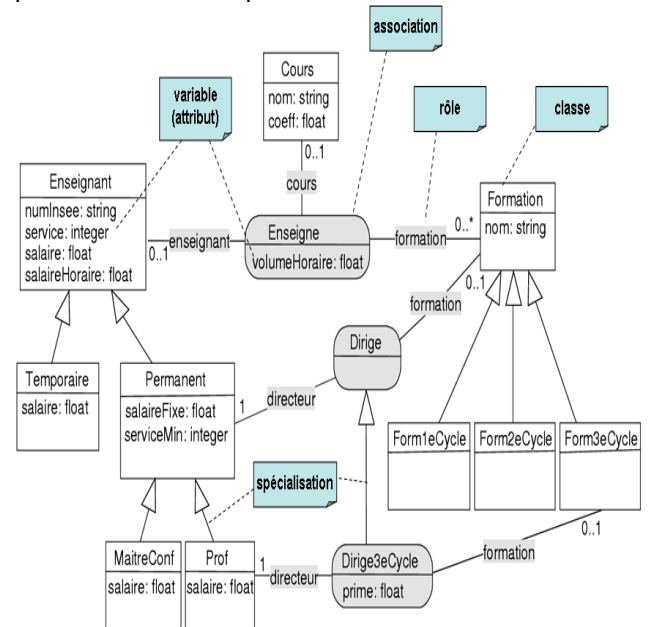 association
Cours
nom: string
coeff: float
variable
(attribut)
rôle
classe
0..1
cours
Enseignant
numInsee: string
service: integer
salaire: float
salaireHoraire: float
0..1
enseignant
Enseigne
volumeHoraire: float
formation
0..*
Formation
nom: string
0..1
formation
Dirige
Temporaire
salaire: float
Permanent
salaireFixe: float
serviceMin: integer
1
directeur
Form1eCycle
Form2eCycle
Form3eCycle
spécialisation
0..1
MaitreConf
salaire: float
Prof
salaire: float
1
directeur
Dirige3eCycle
prime: float
formation